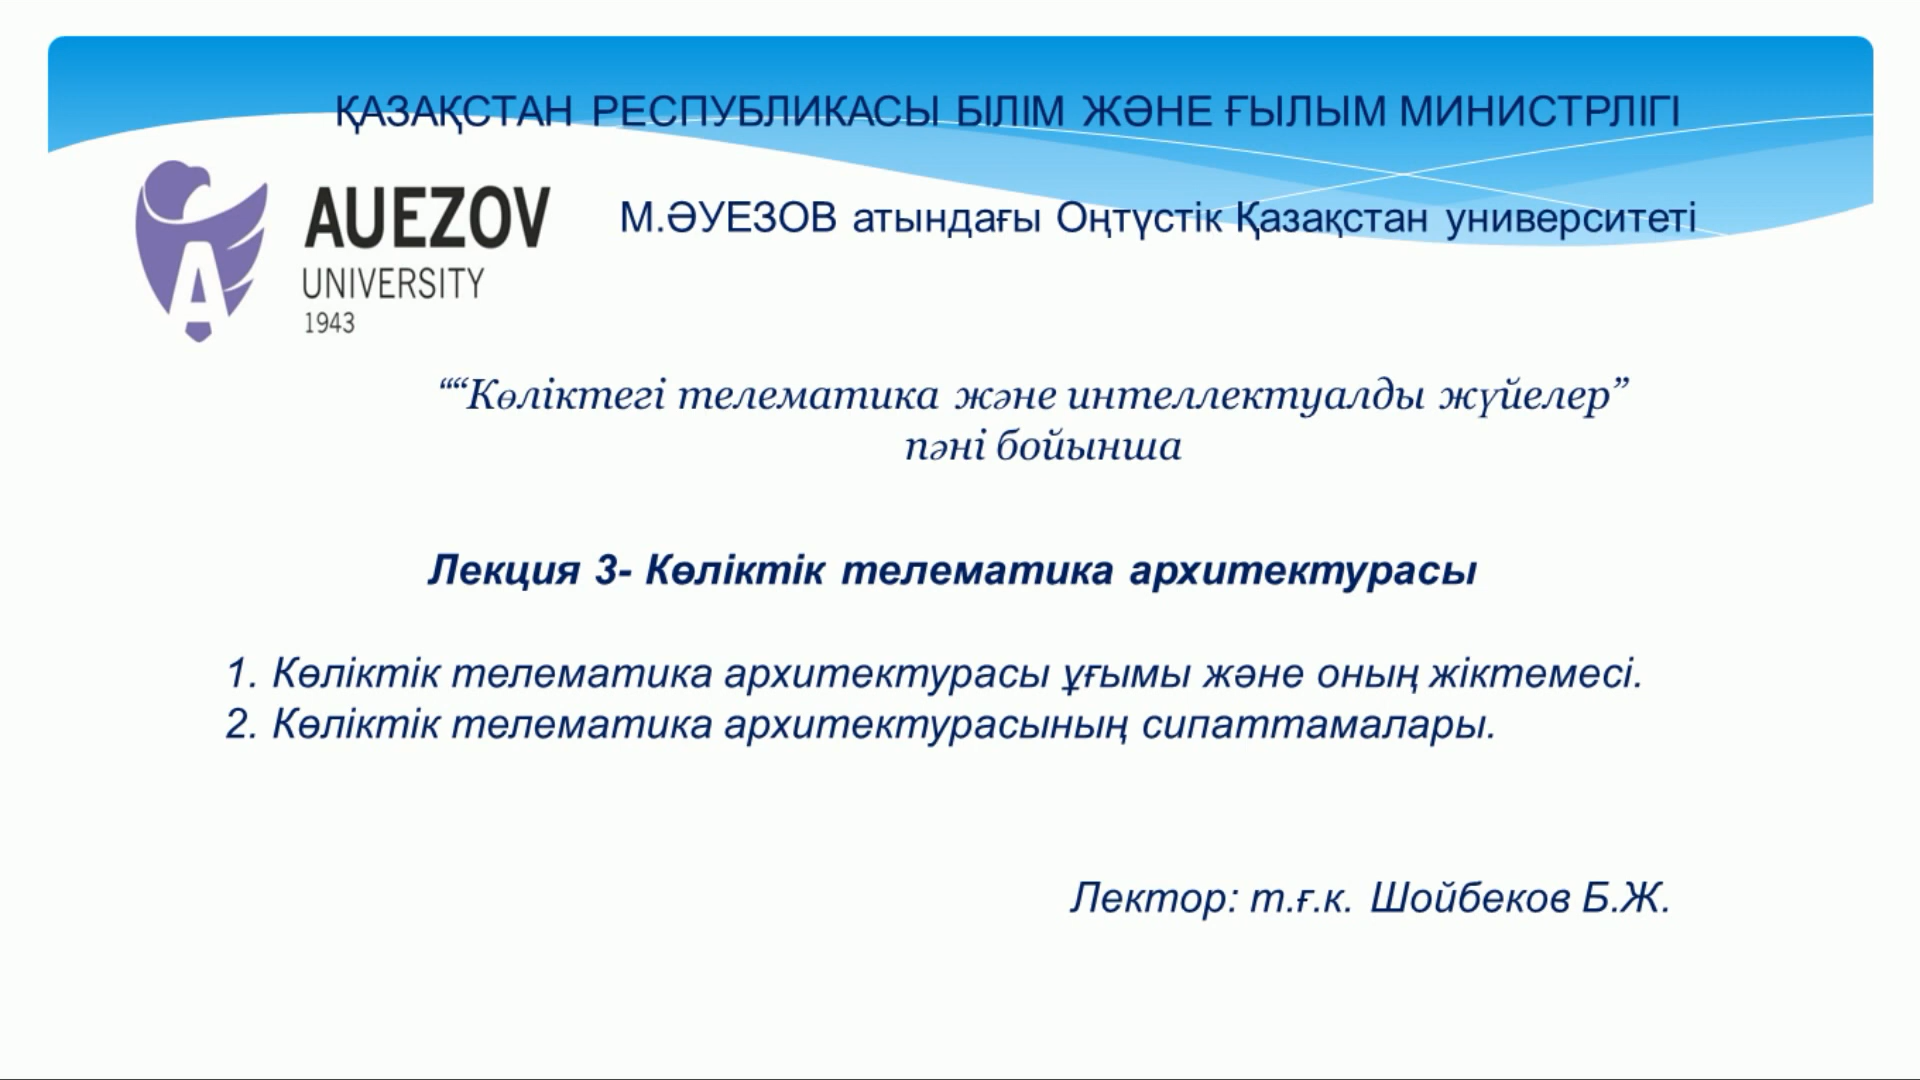 ҚАЗАҚСТАН РЕСПУБЛИКАСЫ БІЛІМ ЖӘНЕ ҒЫЛЫМ МИНИСТРЛІГІ
AUEZOV
UNIVERSITY
1943
М.ӘУЕЗОВ атындағы Оңтүстік Қазақстан университеті
““Көліктегі телематика және интеллектуалды жүйелер”
пәні бойынша
Лекция 3- Көліктік телематика архитектурасы
1. Көліктік телематика архитектурасы ұғымы және оның жіктемесі.
2. Көліктік телематика архитектурасының сипаттамалары.
Лектор: т.ғ.к. Шойбеков Б.Ж.